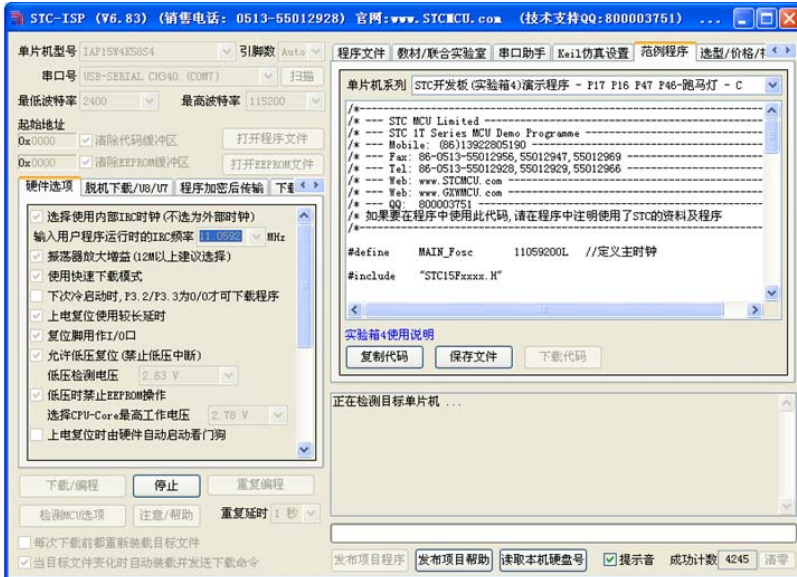 STC-ISP (V6.83) (销售电话: 0513-55012928) 官网:www.STCMCU.com (技术支持QQ:800003751) ...
单片机型号 IAP15W4K58S4 引脚数 Auto
串口号 USB-SERIAL CH340 (COM7) 扫描
最低波特率 2400 最高波特率 115200
起始地址
0x0000 清除代码缓冲区 打开程序文件
0x0000 清除EEPROM缓冲区 打开EEPROM文件
硬件选项 脱机下载/U8/U7 程序加密后传输
选择使用内部IRC时钟(不选为外部时钟)
输入用户程序运行时的IRC频率 11.0592 MHz
振荡器放大增益(12M以上建议选择)
使用快速下载模式
下次冷启动时,P3.2/P3.3为0/0才可下载程序
上电复位使用较长延时
复位脚用作I/O口
允许低压复位(禁止低压中断)
低压检测电压 2.63 V
低压时禁止EEPROM操作
选择CPU-Core最高工作电压 2.78 V
上电复位时由硬件自动启动看门狗
下载/编程 停止 重复编程
检测MCU选项 注意/帮助 重复延时 1 秒
每次下载前都重新装载目标文件
当目标文件变化时自动装载并发送下载命令
程序文件 教材/联合实验室 串口助手 Keil仿真设置 范例程序 选型/价格/
单片机系列 STC开发板(实验箱4)演示程序 - P17 P16 P47 P46-跑马灯 - C
/*---------------------------------------------------------------
/* --- STC MCU Limited ---------------------------------
/* --- STC 1T Series MCU Demo Programme -------------------
/* --- Mobile: (86)13922805190 -----------------------------
/* --- Fax: 86-0513-55012956,55012947,55012969 -------------
/* --- Tel: 86-0513-55012928,55012929,55012966 -------------
/* --- Web: www.STCMCU.com ---------------------------------
/* --- Web: www.GXWMCU.com ---------------------------------
/* --- QQ: 800003751 ---------------------------------------
/* 如果要在程序中使用此代码,请在程序中注明使用了STC的资料及程序
/*---------------------------------------------------------------
#define MAIN_Fosc 11059200L //定义主时钟
#include "STC15Fxxxx.H"
实验箱4使用说明
复制代码 保存文件 下载代码
正在检测目标单片机 ...
发布项目程序 发布项目帮助 读取本机硬盘号 提示音 成功计数 4245 清零